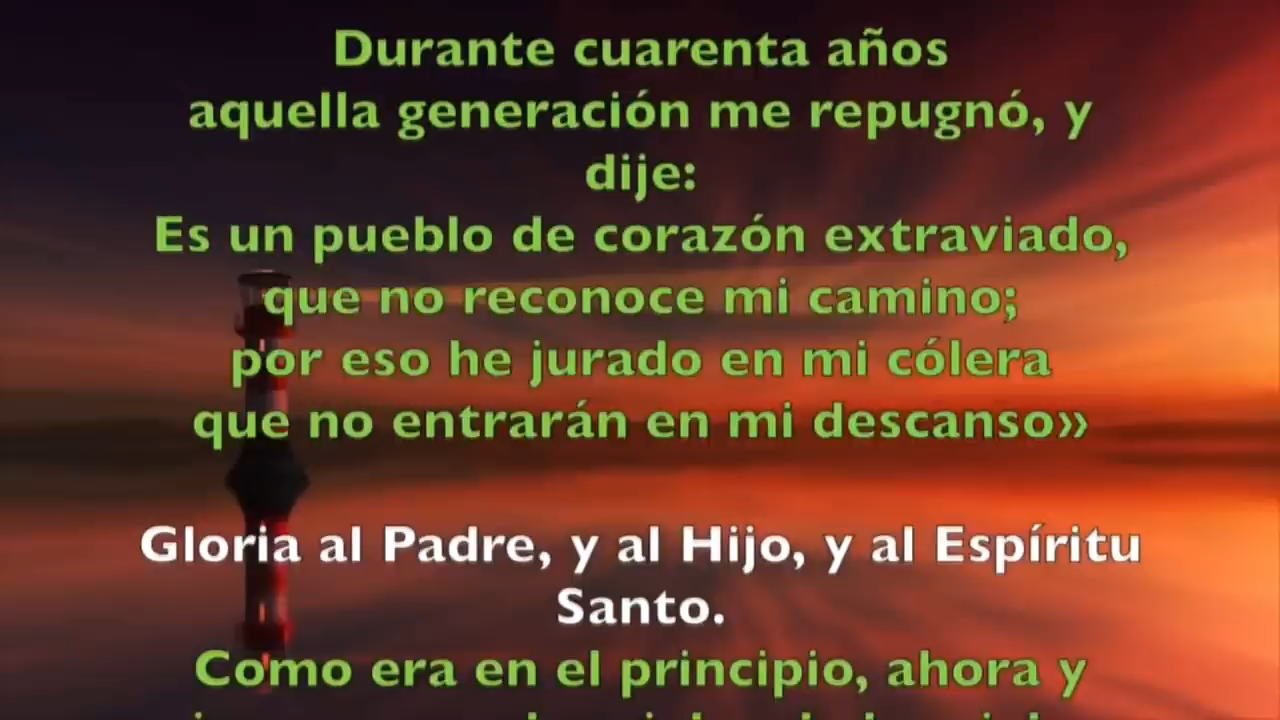 Durante cuarenta años
aquella generación me repugnó, y
dije:
Es un pueblo de corazón extraviado,
que no reconoce mi camino;
por eso he jurado en mi cólera
que no entrarán en mi descanso»
Gloria al Padre, y al Hijo, y al Espíritu
Santo.
Como era en el principio, ahora y